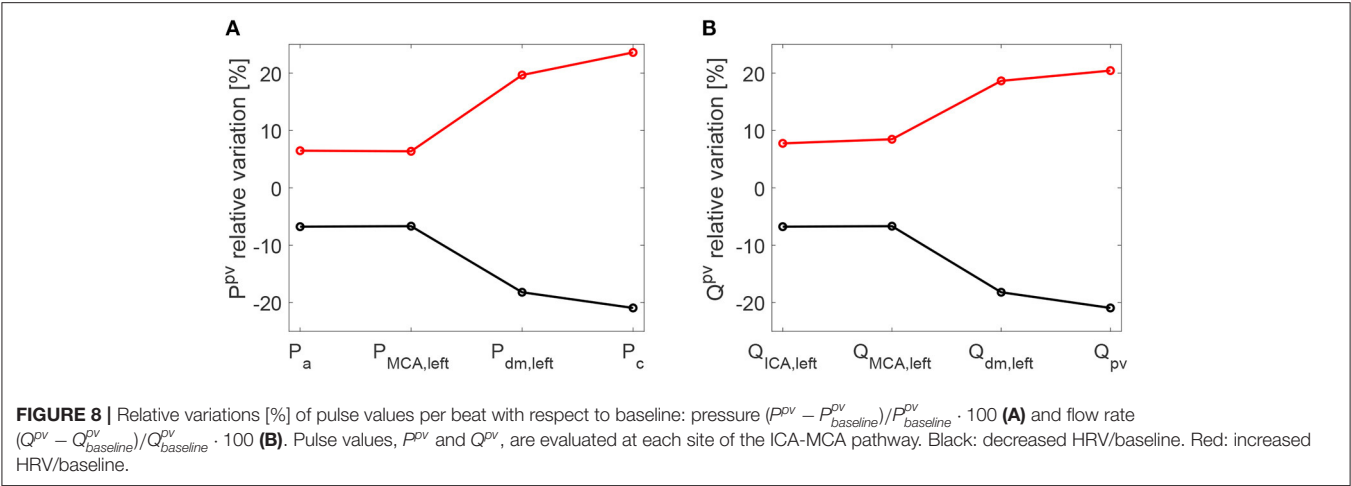 A
B
P^pv relative variation [%]
20
10
0
-10
-20
P_a P_MCA,left P_dm,left P_c
Q^pv relative variation [%]
20
10
0
-10
-20
Q_ICA,left Q_MCA,left Q_dm,left Q_pv
FIGURE 8 | Relative variations [%] of pulse values per beat with respect to baseline: pressure (P^pv − P^pv_baseline)/P^pv_baseline · 100 (A) and flow rate
(Q^pv − Q^pv_baseline)/Q^pv_baseline · 100 (B). Pulse values, P^pv and Q^pv, are evaluated at each site of the ICA-MCA pathway. Black: decreased HRV/baseline. Red: increased
HRV/baseline.